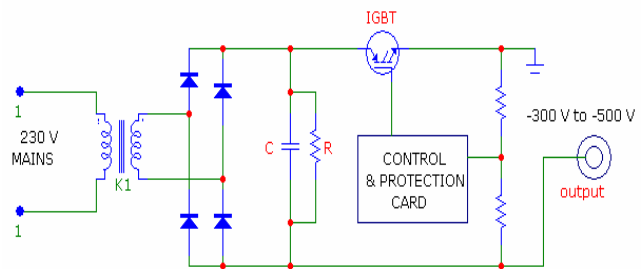 IGBT
1
230 V
MAINS
K1
C
R
CONTROL
& PROTECTION
CARD
-300 V to -500 V
output
1